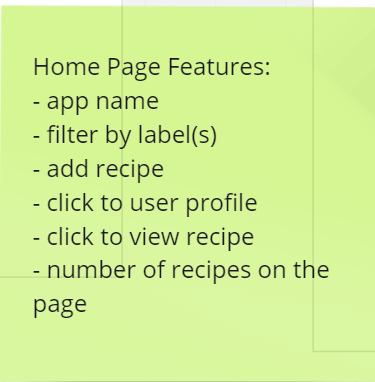 Home Page Features:
- app name
- filter by label(s)
- add recipe
- click to user profile
- click to view recipe
- number of recipes on the
page